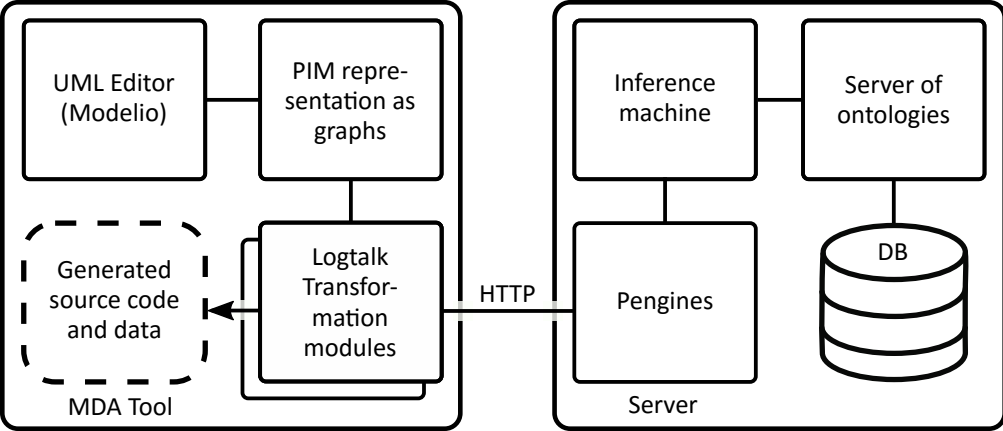 UML Editor
(Modelio)
PIM repre-
sentation as
graphs
Generated
source code
and data
Logtalk
Transfor-
mation
modules
MDA Tool
HTTP
Inference
machine
Server of
ontologies
Pengines
DB
Server